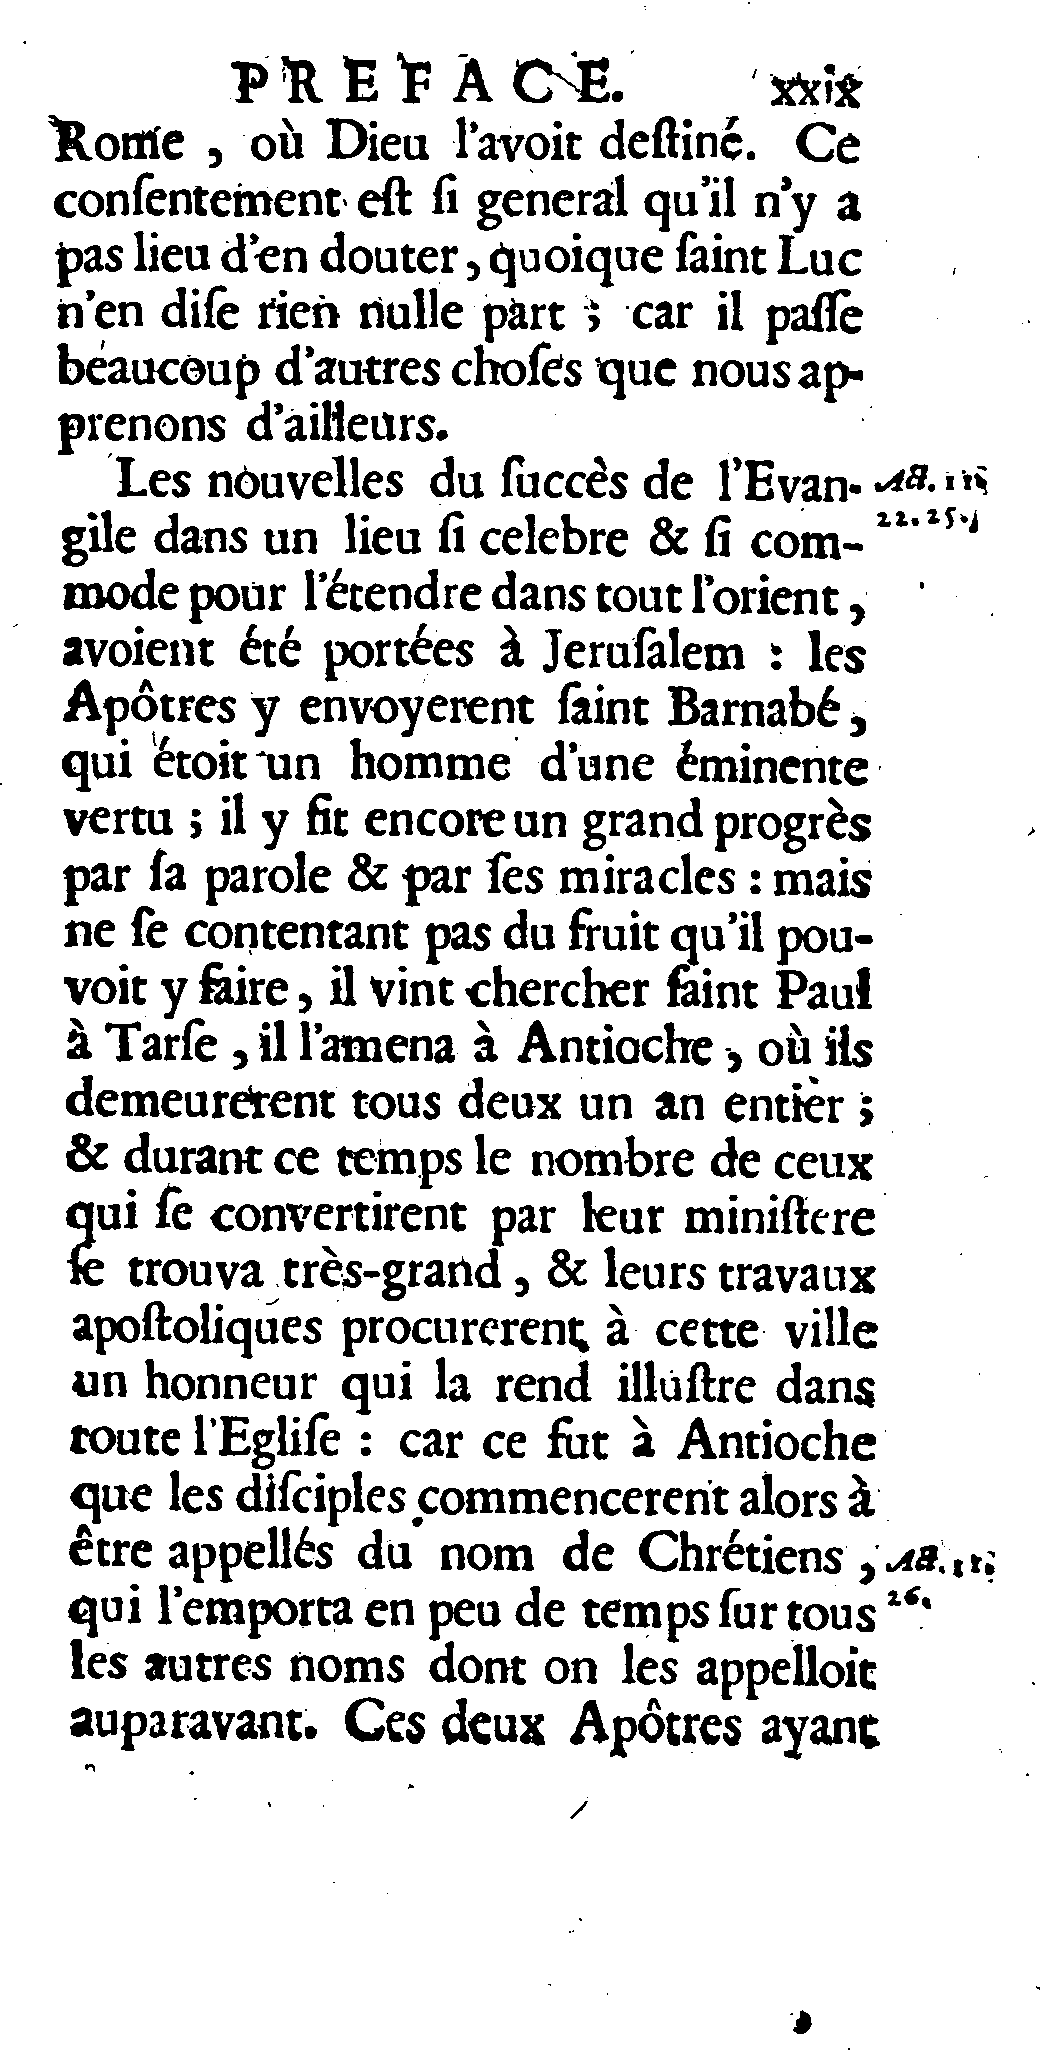 PREFACE. xxix
Rome , où Dieu l'avoit deſtiné. Ce
conſentement eſt ſi general qu'il n'y a
pas lieu d'en douter, quoique ſaint Luc
n'en diſe rien nulle part ; car il paſſe
beaucoup d'autres choſes que nous ap-
prenons d'ailleurs.
Les nouvelles du ſuccès de l'Evan-
gile dans un lieu ſi celebre & ſi com-
mode pour l'étendre dans tout l'orient,
avoient été portées à Jeruſalem : les
Apôtres y envoyerent ſaint Barnabé,
qui étoit un homme d'une éminente
vertu ; il y fit encore un grand progrès
par ſa parole & par ſes miracles : mais
ne ſe contentant pas du fruit qu'il pou-
voit y faire, il vint chercher ſaint Paul
à Tarſe, il l'amena à Antioche, où ils
demeurerent tous deux un an entier ;
& durant ce temps le nombre de ceux
qui ſe convertirent par leur miniſtere
ſe trouva très-grand, & leurs travaux
apoſtoliques procurerent à cette ville
un honneur qui la rend illuſtre dans
toute l'Egliſe : car ce fut à Antioche
que les diſciples commencerent alors à
être appellés du nom de Chrétiens,
qui l'emporta en peu de temps ſur tous
les autres noms dont on les appelloit
auparavant. Ces deux Apôtres ayant
Act. 11.
22. 25.
Act. 11.
26.